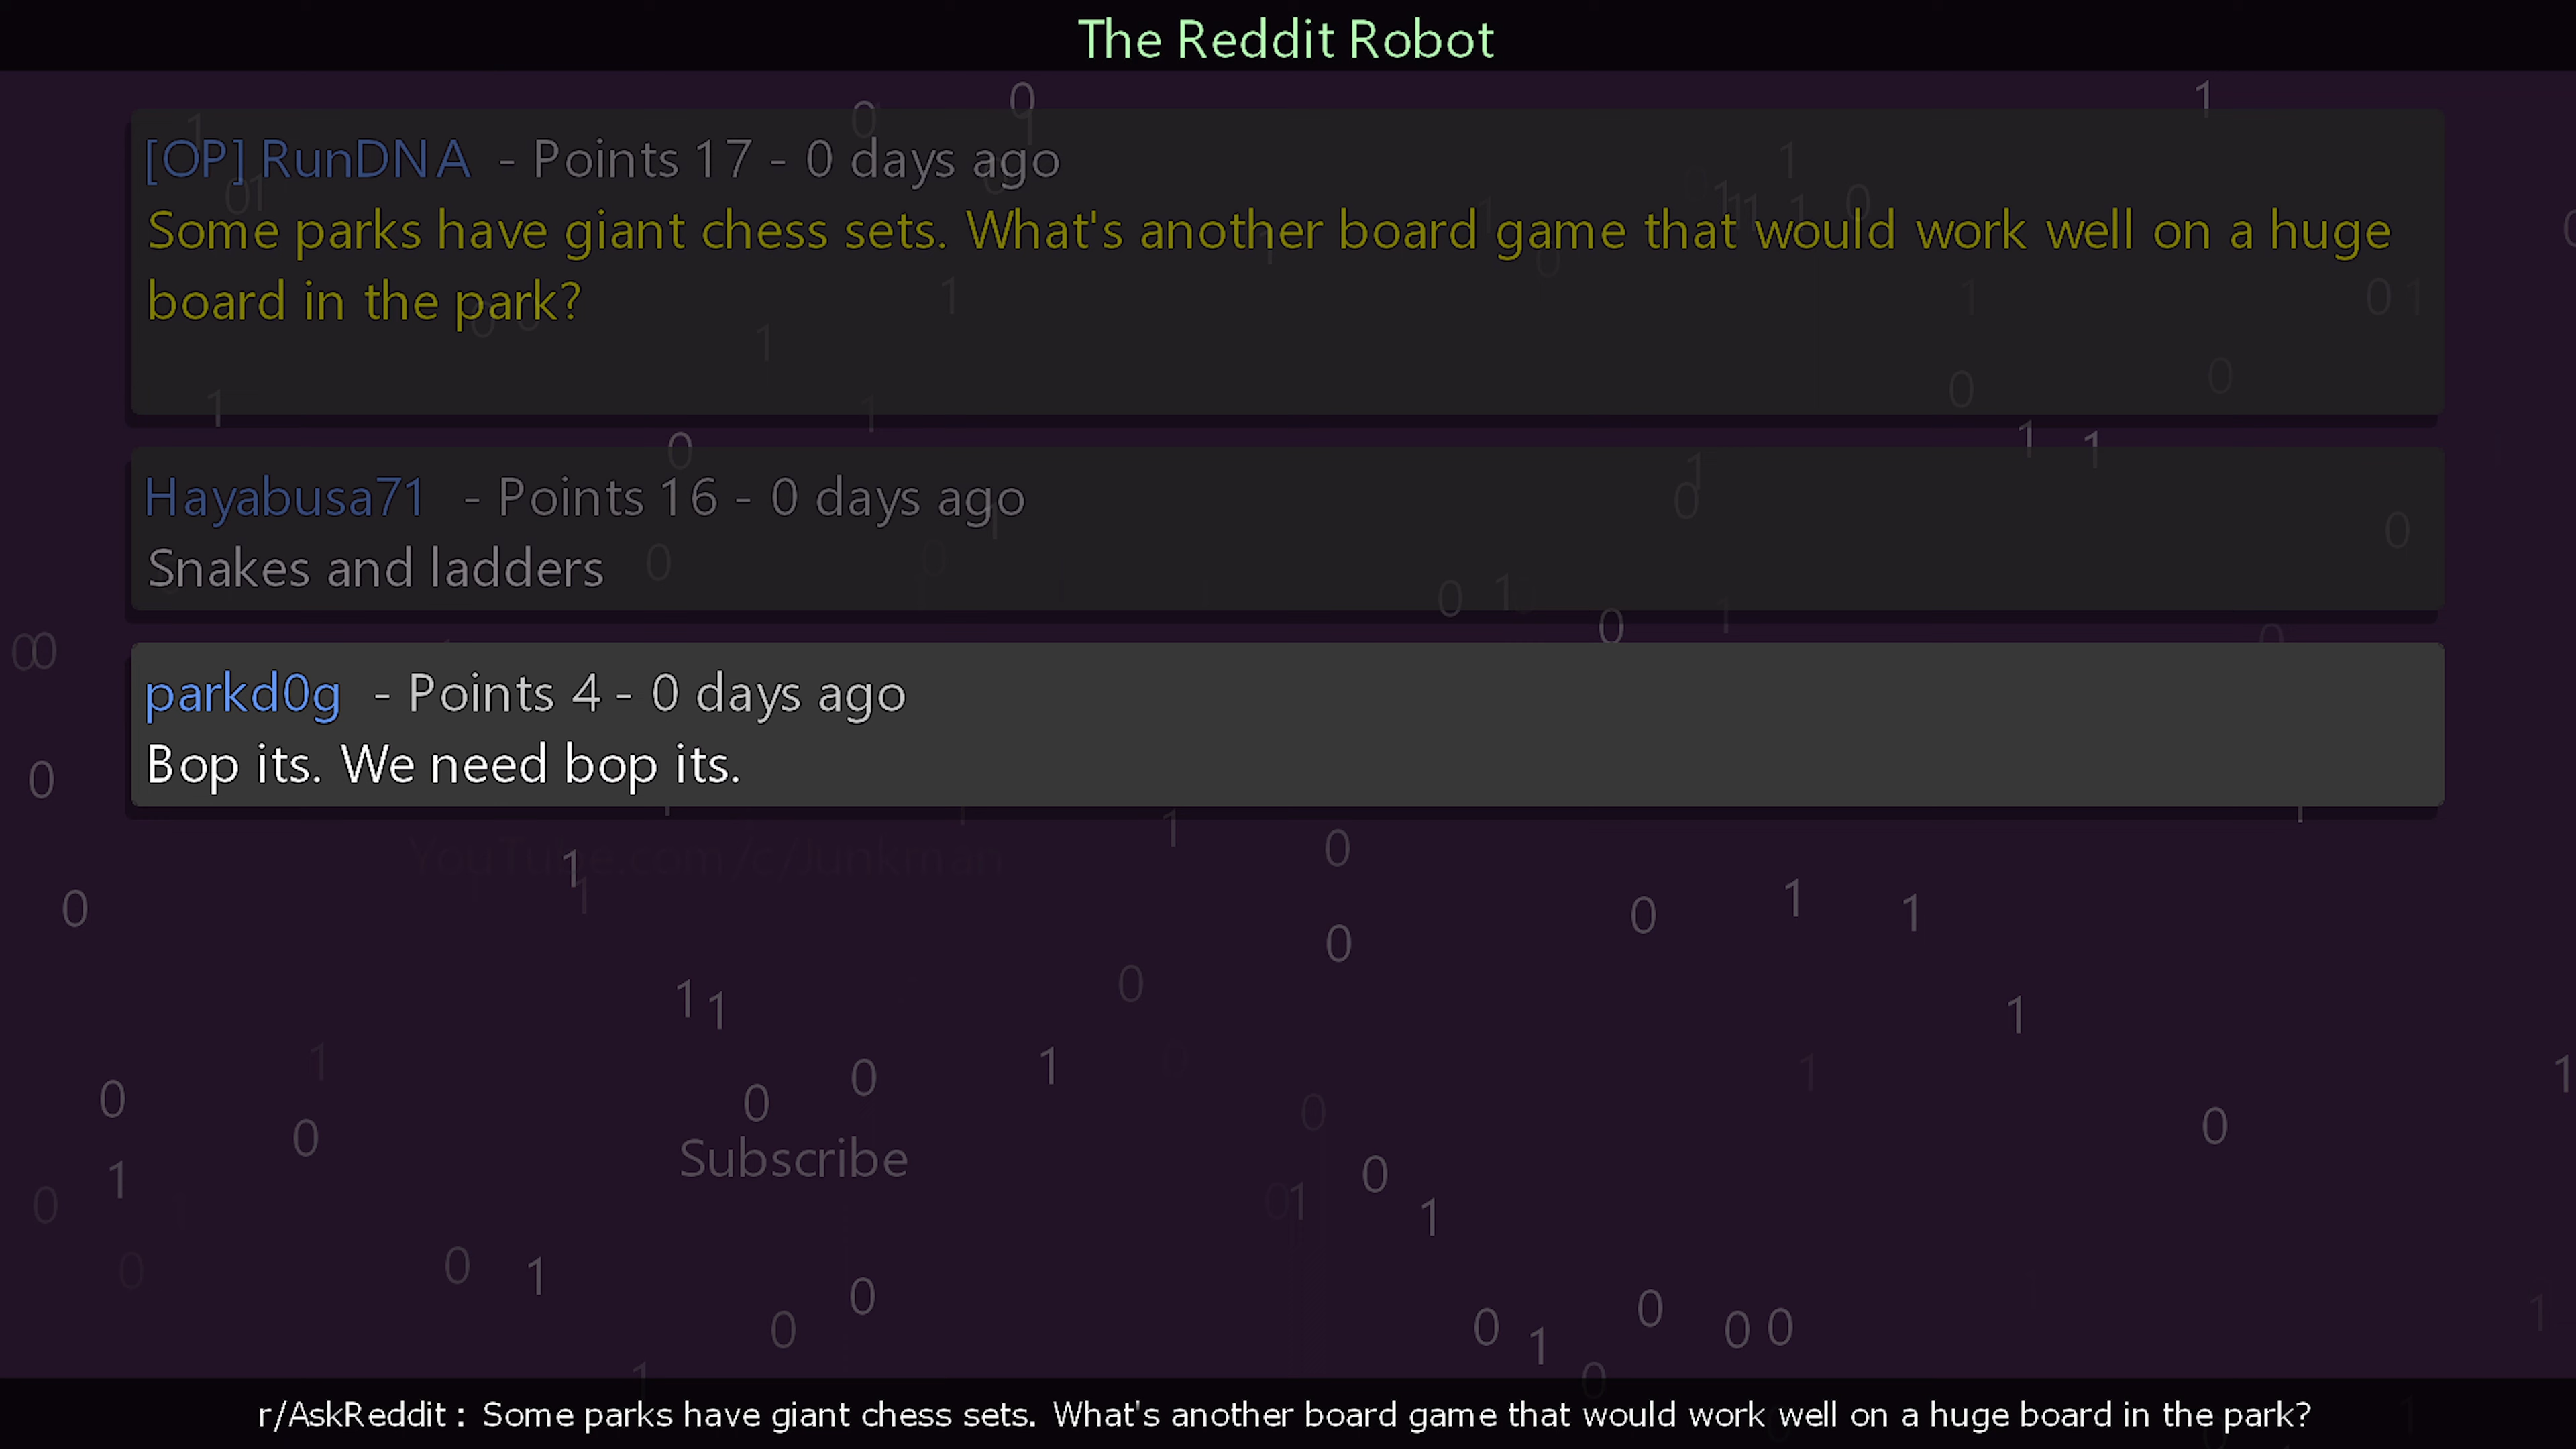 The Reddit Robot
[OP] RunDNA - Points 17 - 0 days ago
Some parks have giant chess sets. What's another board game that would work well on a huge
board in the park?
Hayabusa71 - Points 16 - 0 days ago
Snakes and ladders
parkd0g - Points 4 - 0 days ago
Bop its. We need bop its.
Subscribe
r/AskReddit : Some parks have giant chess sets. What's another board game that would work well on a huge board in the park?